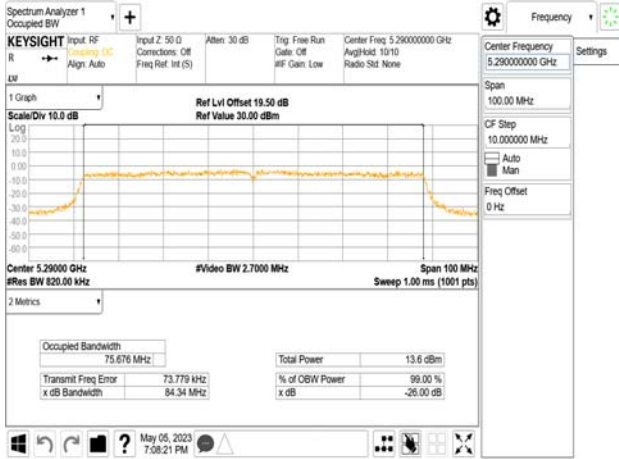 Spectrum Analyzer 1
Occupied BW
+
Frequency
KEYSIGHT
R
Input: RF
Coupling: DC
Align: Auto
Input Z: 50 Ω
Corrections: Off
Freq Ref: Int (S)
Atten: 30 dB
Trig: Free Run
Gate: Off
#IF Gain: Low
Center Freq: 5.290000000 GHz
Avg|Hold: 10/10
Radio Std: None
Center Frequency
5.290000000 GHz
Settings
Span
100.00 MHz
CF Step
10.000000 MHz
Auto
Man
Freq Offset
0 Hz
1 Graph
Scale/Div 10.0 dB
Ref Lvl Offset 19.50 dB
Ref Value 30.00 dBm
Log
20.0
10.0
0.00
-10.0
-20.0
-30.0
-40.0
-50.0
-60.0
Center 5.29000 GHz
#Res BW 820.00 kHz
#Video BW 2.7000 MHz
Span 100 MHz
Sweep 1.00 ms (1001 pts)
2 Metrics
Occupied Bandwidth
75.676 MHz
Total Power 13.6 dBm
Transmit Freq Error 73.779 kHz
% of OBW Power 99.00 %
x dB Bandwidth 84.34 MHz
x dB -26.00 dB
?
May 05, 2023
7:08:21 PM